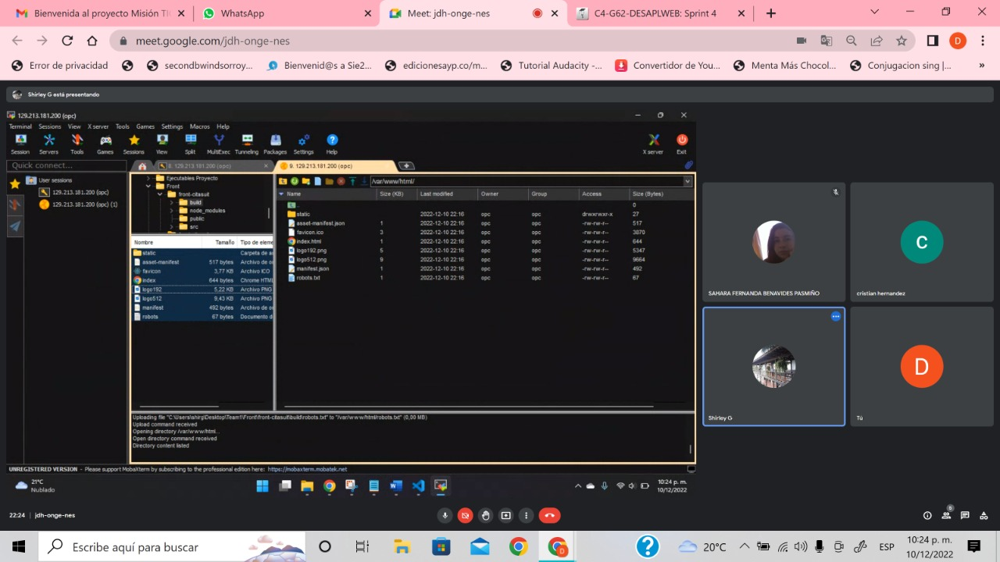 Bienvenida al proyecto Misión TI
WhatsApp
Meet: jdh-onge-nes
C4-G62-DESAPLWEB: Sprint 4
meet.google.com/jdh-onge-nes
D
Error de privacidad
secondbwindsorroy...
Bienvenid@s a Sie2...
edicionesayp.co/m...
Tutorial Audacity -...
Convertidor de You...
Menta Más Chocol...
Conjugacion sing |...
»
Shirley G está presentando
129.213.181.200 (opc)
Terminal Sessions View X server Tools Games Settings Macros Help
Session Servers Tools Games Sessions View Split MultiExec Tunneling Packages Settings Help X server Exit
Quick connect...
8. 129.213.181.200 (opc)
9. 129.213.181.200 (opc)
User sessions
129.213.181.200 (opc)
129.213.181.200 (opc) (1)
Ejecutables Proyecto
Front
front-citasuit
build
node_modules
public
src
Nombre Tamaño Tipo de eleme
static Carpeta de a
asset-manifest 517 bytes Archivo de o
favicon 3,77 KB Archivo ICO
index 644 bytes Chrome HTML
logo192 5,22 KB Archivo PNG
logo512 9,43 KB Archivo PNG
manifest 492 bytes Archivo de o
robots 67 bytes Documento d
/var/www/html/
Name Size (KB) Last modified Owner Group Access Size (Bytes)
.. 0
static 2022-12-10 22:16 opc opc drwxrwxr-x 27
asset-manifest.json 1 2022-12-10 22:16 opc opc -rw-rw-r-- 517
favicon.ico 3 2022-12-10 22:16 opc opc -rw-rw-r-- 3870
index.html 1 2022-12-10 22:16 opc opc -rw-rw-r-- 644
logo192.png 5 2022-12-10 22:16 opc opc -rw-rw-r-- 5347
logo512.png 9 2022-12-10 22:16 opc opc -rw-rw-r-- 9664
manifest.json 1 2022-12-10 22:16 opc opc -rw-rw-r-- 492
robots.txt 1 2022-12-10 22:16 opc opc -rw-rw-r-- 67
Uploading file "C:\Users\shirg\Desktop\Team1\Front\front-citasuit\build\robots.txt" to "/var/www/html/robots.txt" (0,00 MB)
Upload command received
Opening directory /var/www/html...
Open directory command received
Directory content listed
UNREGISTERED VERSION - Please support MobaXterm by subscribing to the professional edition here: https://mobaxterm.mobatek.net
21°C
Nublado
10:24 p. m.
10/12/2022
SAHARA FERNANDA BENAVIDES PASMIÑO
C
cristian hernandez
Shirley G
D
Tú
22:24 | jdh-onge-nes
Escribe aquí para buscar
20°C
ESP
10:24 p. m.
10/12/2022